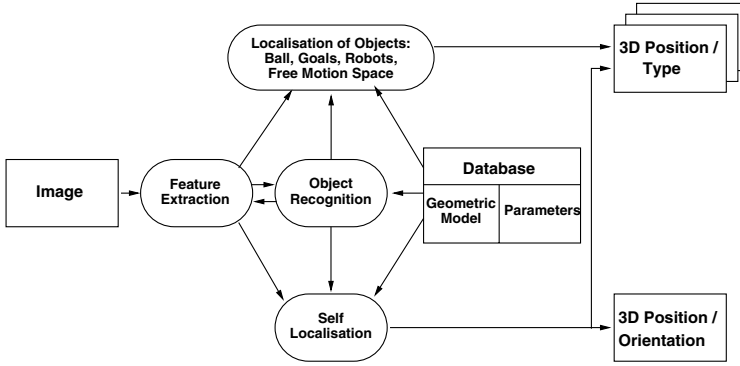 Localisation of Objects:
Ball, Goals, Robots,
Free Motion Space
3D Position /
Type
Image
Feature
Extraction
Object
Recognition
Database
Geometric
Model
Parameters
Self
Localisation
3D Position /
Orientation